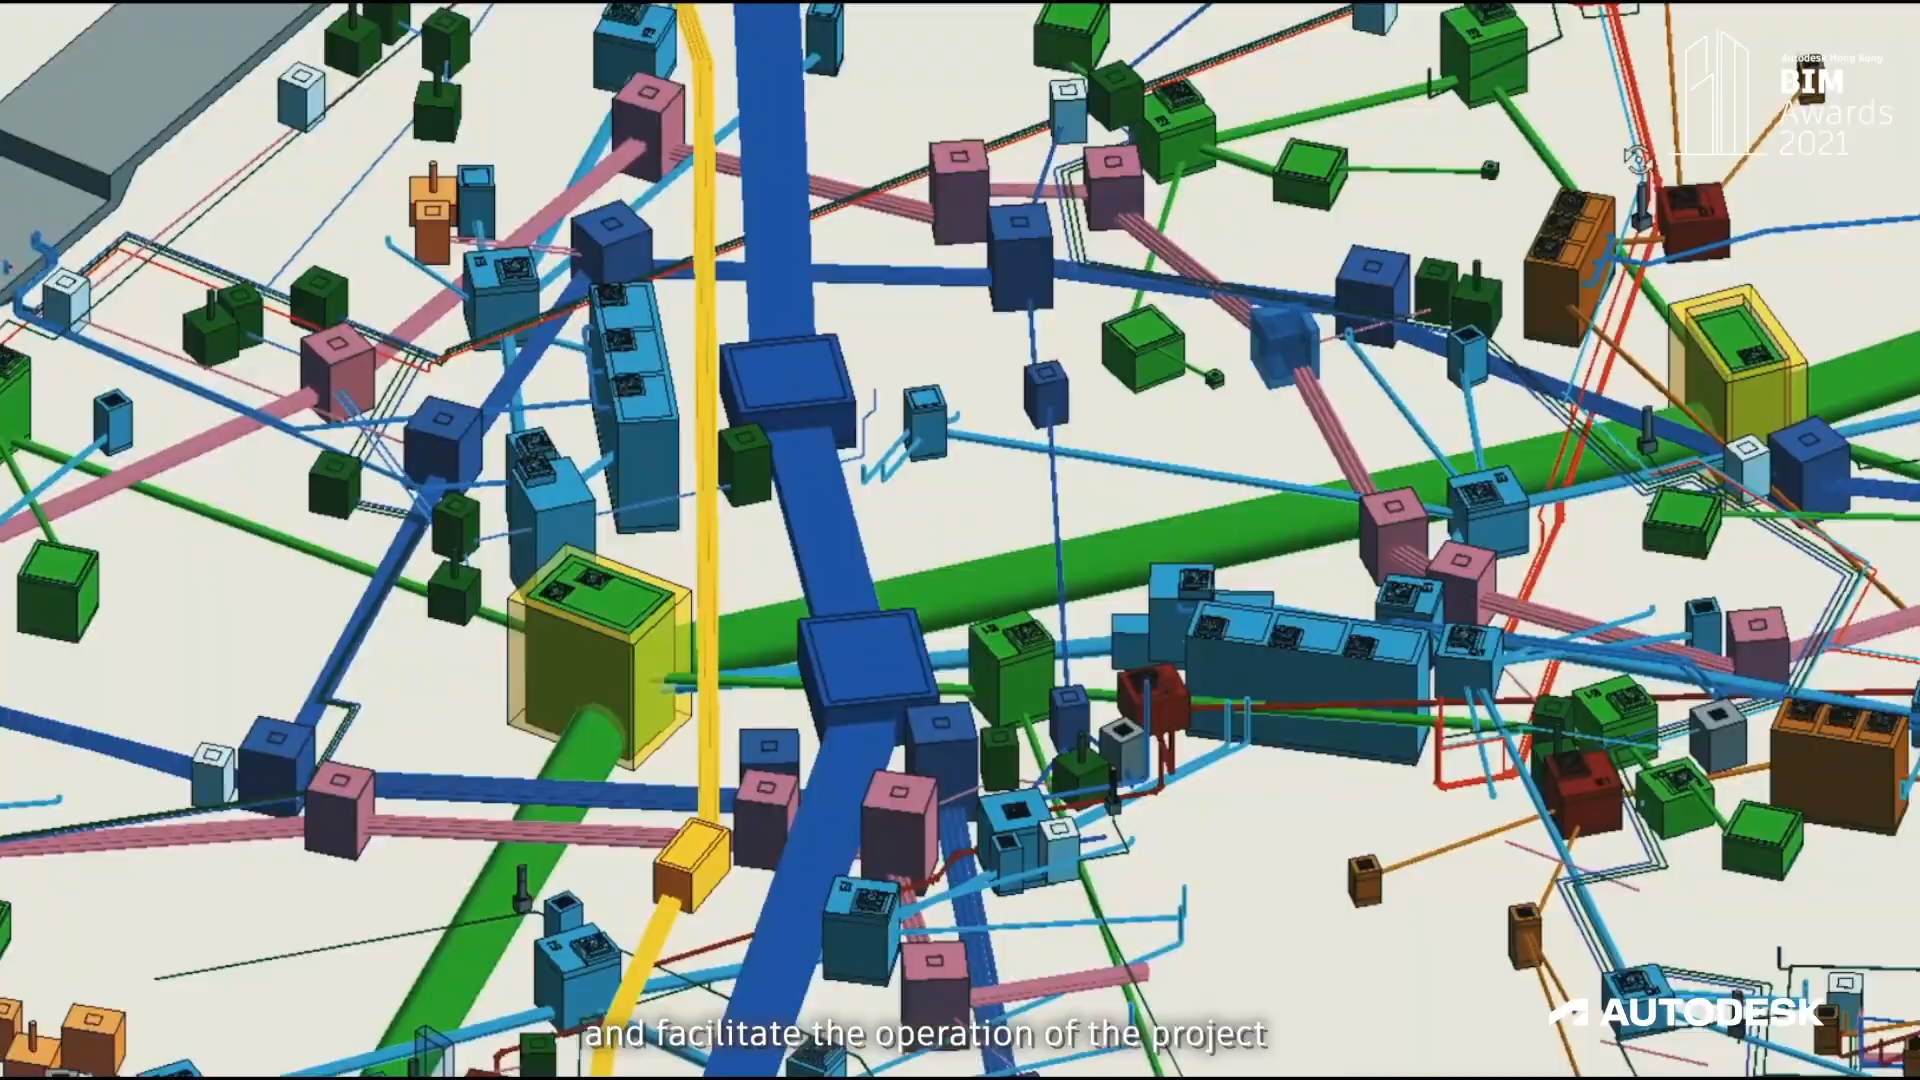 Autodesk Hong Kong
BIM
Awards
2021
AUTODESK
and facilitate the operation of the project